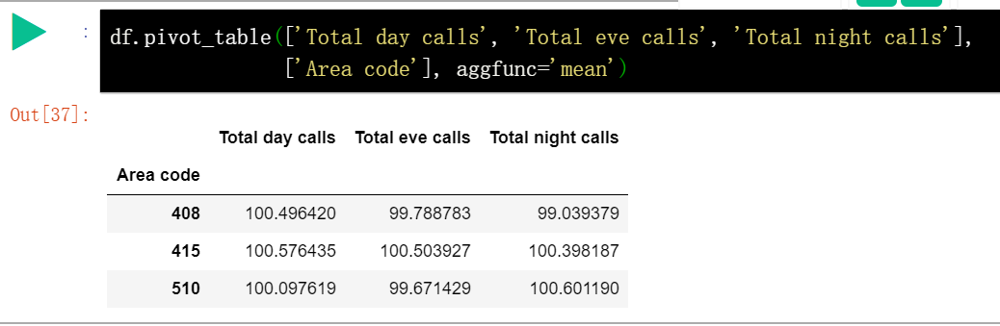 :
df.pivot_table(['Total day calls', 'Total eve calls', 'Total night calls'],
['Area code'], aggfunc='mean')
Out[37]:
Total day calls Total eve calls Total night calls
Area code
408 100.496420 99.788783 99.039379
415 100.576435 100.503927 100.398187
510 100.097619 99.671429 100.601190